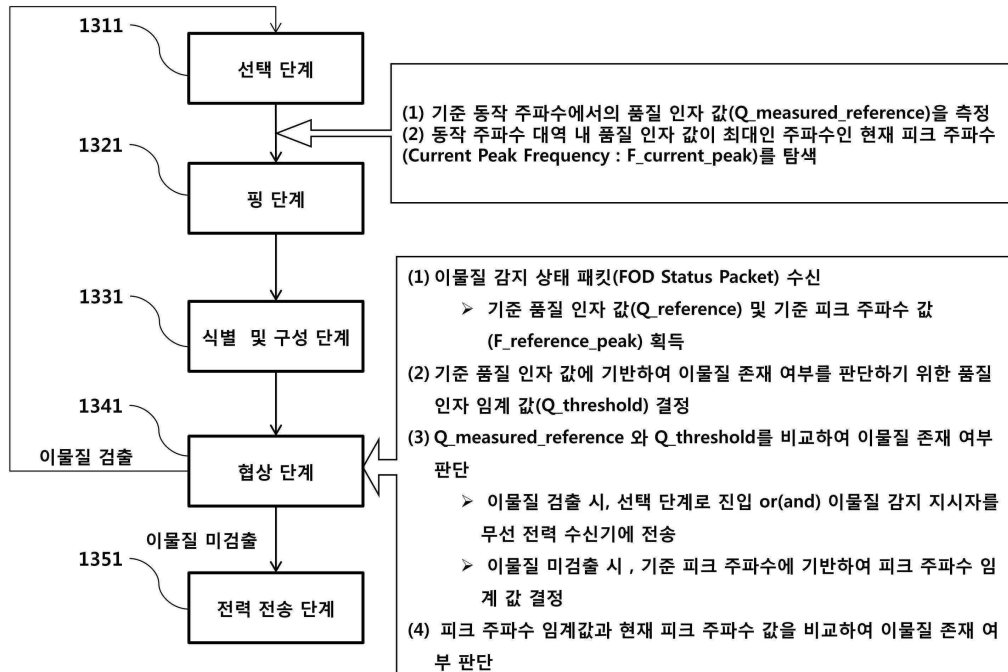 1311
선택 단계
(1) 기준 동작 주파수에서의 품질 인자 값(Q_measured_reference)을 측정
(2) 동작 주파수 대역 내 품질 인자 값이 최대인 주파수인 현재 피크 주파수
(Current Peak Frequency : F_current_peak)를 탐색
1321
핑 단계
1331
식별 및 구성 단계
1341
협상 단계
이물질 검출
이물질 미검출
1351
전력 전송 단계
(1) 이물질 감지 상태 패킷(FOD Status Packet) 수신
➢ 기준 품질 인자 값(Q_reference) 및 기준 피크 주파수 값
(F_reference_peak) 획득
(2) 기준 품질 인자 값에 기반하여 이물질 존재 여부를 판단하기 위한 품질
인자 임계 값(Q_threshold) 결정
(3) Q_measured_reference 와 Q_threshold를 비교하여 이물질 존재 여부
판단
➢ 이물질 검출 시, 선택 단계로 진입 or(and) 이물질 감지 지시자를
무선 전력 수신기에 전송
➢ 이물질 미검출 시 , 기준 피크 주파수에 기반하여 피크 주파수 임
계 값 결정
(4) 피크 주파수 임계값과 현재 피크 주파수 값을 비교하여 이물질 존재 여
부 판단